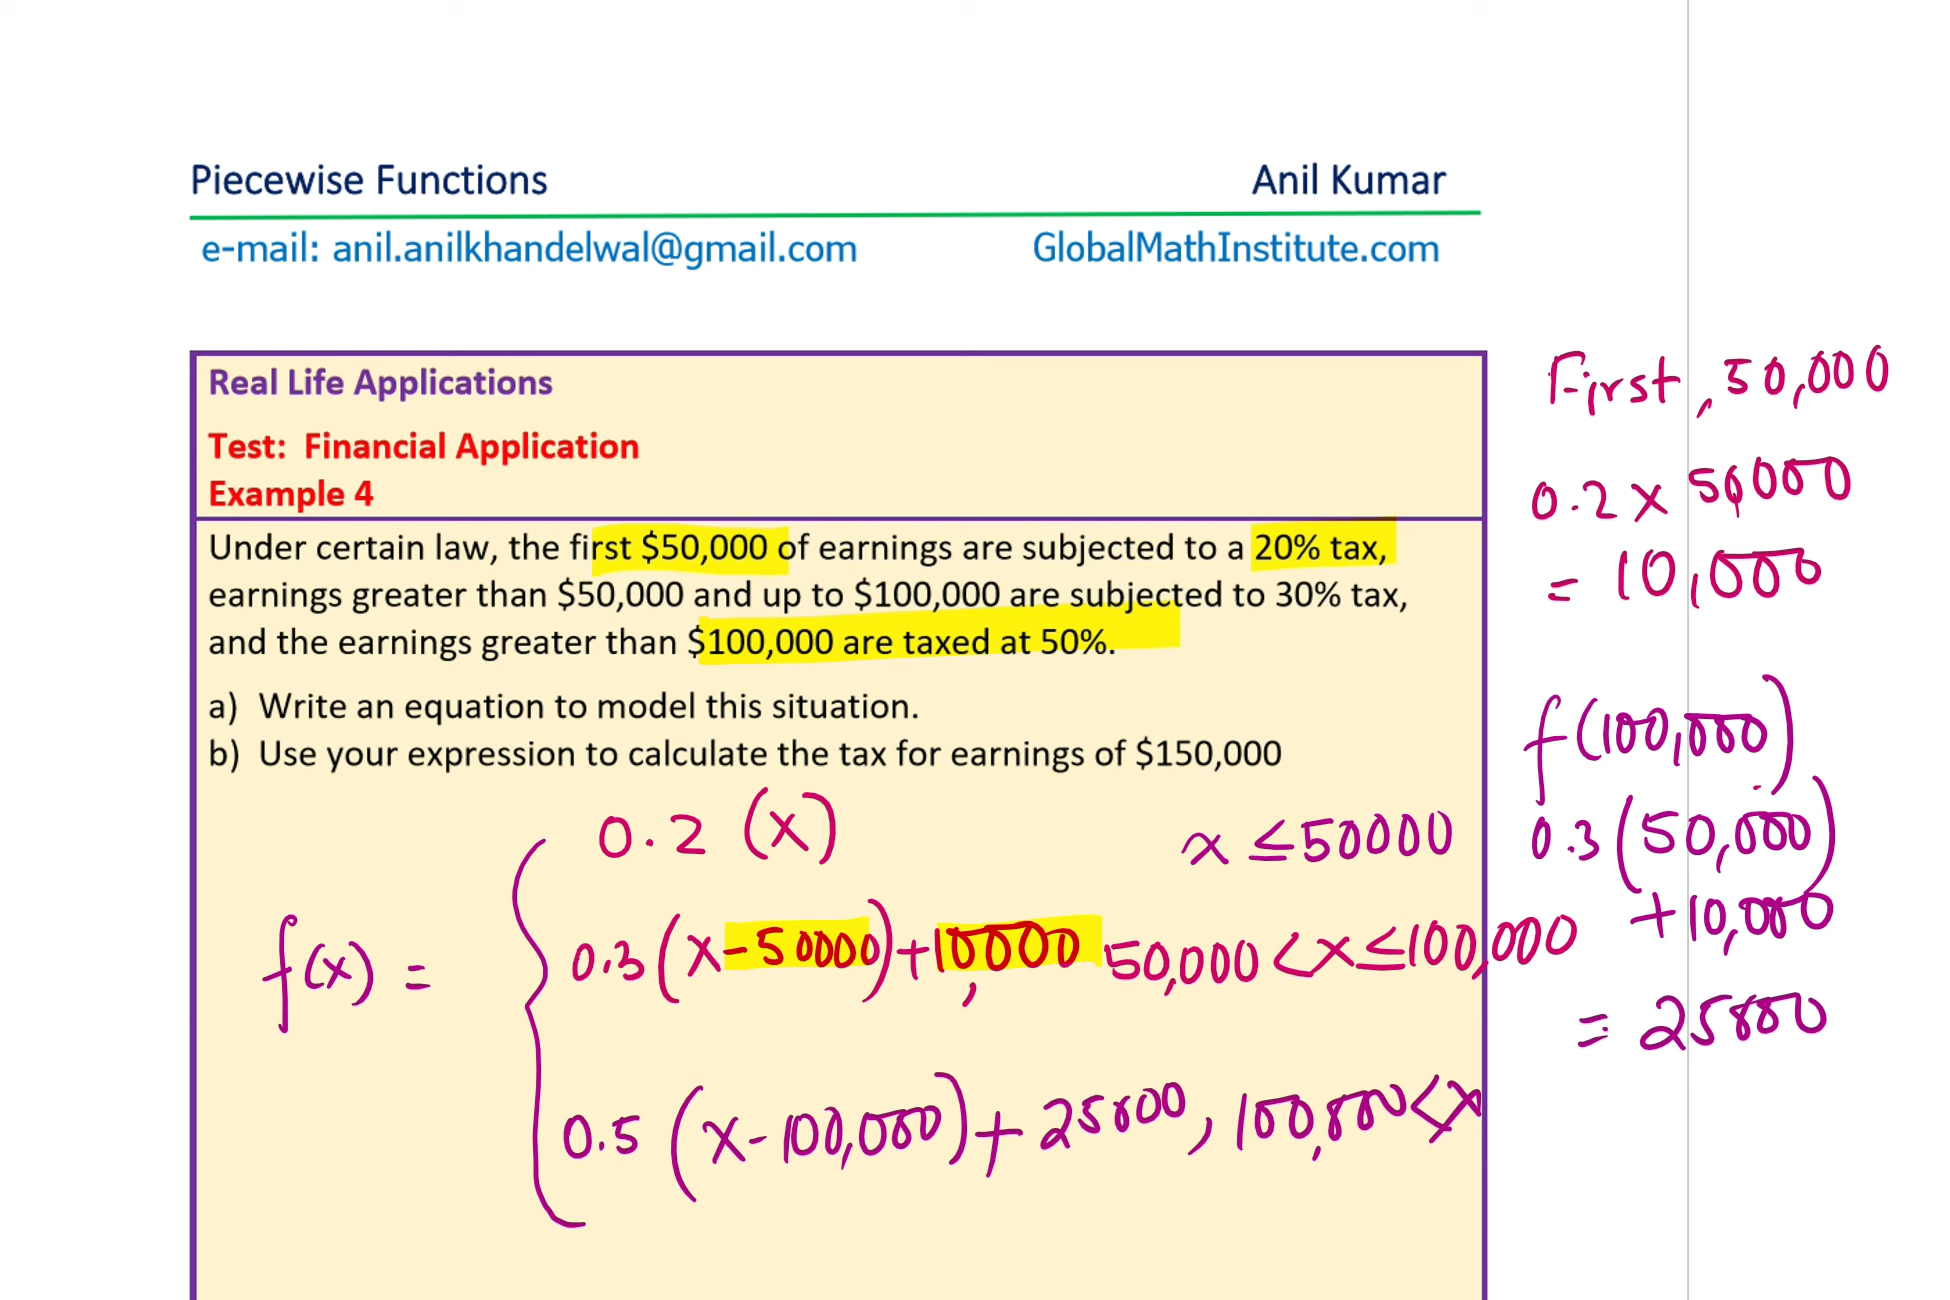 Piecewise Functions Anil Kumar
e-mail: anil.anilkhandelwal@gmail.com GlobalMathInstitute.com
Real Life Applications
Test: Financial Application
Example 4
Under certain law, the first $50,000 of earnings are subjected to a 20% tax,
earnings greater than $50,000 and up to $100,000 are subjected to 30% tax,
and the earnings greater than $100,000 are taxed at 50%.
a) Write an equation to model this situation.
b) Use your expression to calculate the tax for earnings of $150,000
0.2 (x) x ≤ 50000
f(x) = { 0.3 (x - 50000) + 10,000 50,000 < x ≤ 100,000
0.5 (x - 100,000) + 25000, 100,000 < x
First, 50,000
0.2 x 50,000
= 10,000
f(100,000)
0.3 (50,000)
+ 10,000
= 25000